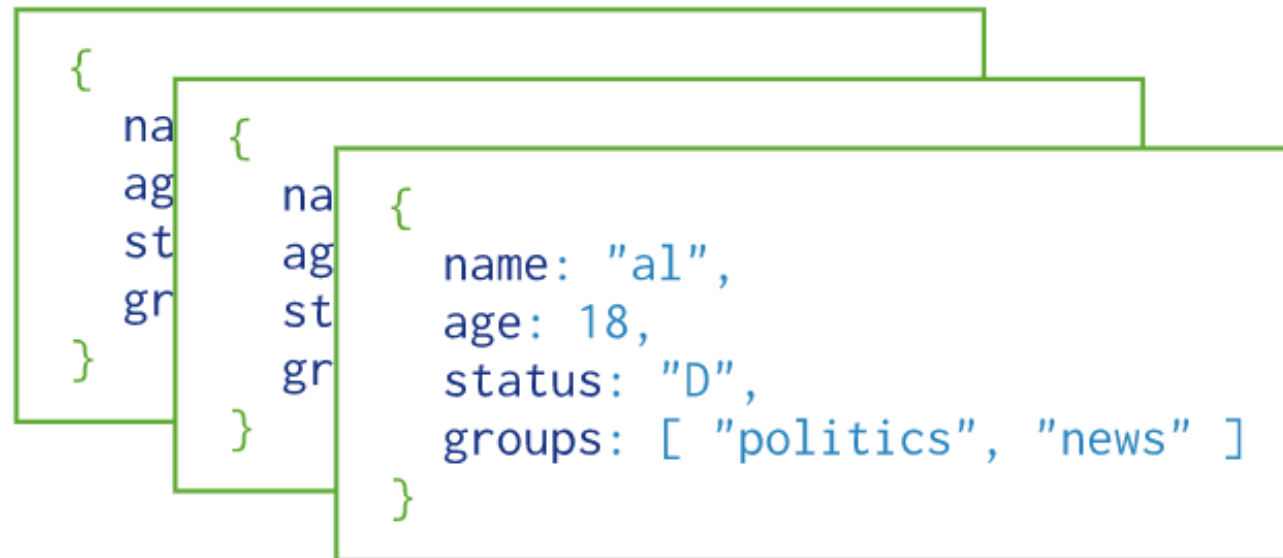 {
na
ag
st
gr
}
{
na
ag
st
gr
}
{
name: "al",
age: 18,
status: "D",
groups: [ "politics", "news" ]
}